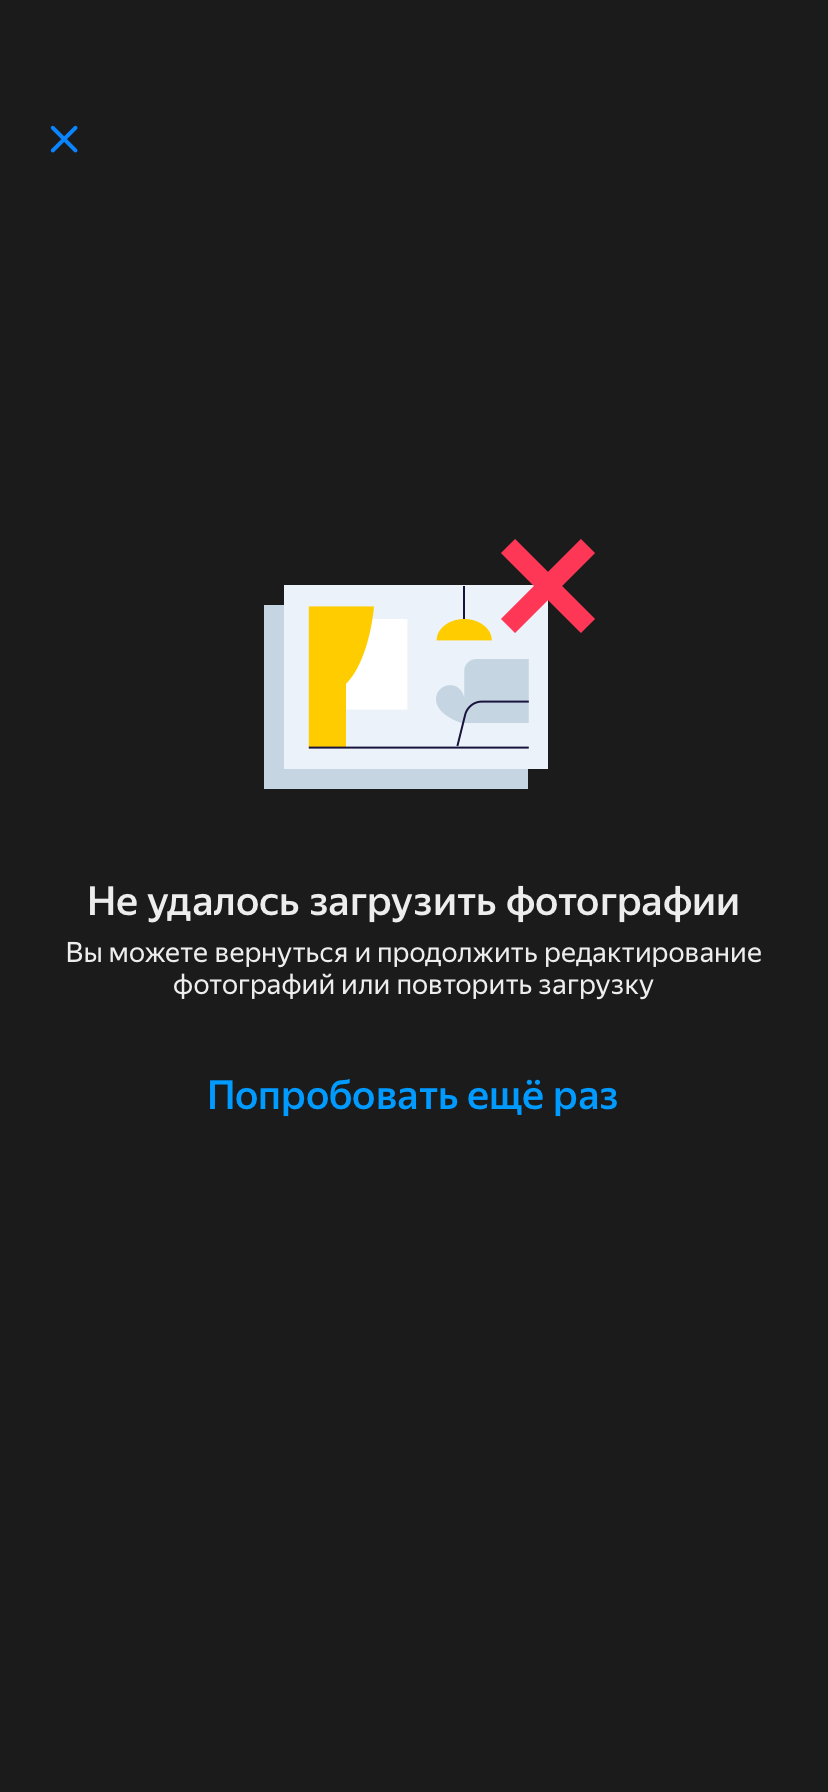 Не удалось загрузить фотографии
Вы можете вернуться и продолжить редактирование
фотографий или повторить загрузку
Попробовать ещё раз